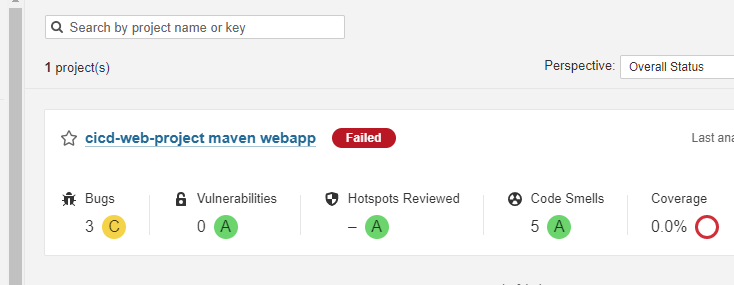 Search by project name or key
1 project(s)
Perspective: Overall Status
cicd-web-project maven webapp Failed Last ana
Bugs Vulnerabilities Hotspots Reviewed Code Smells Coverage
3 C 0 A – A 5 A 0.0%